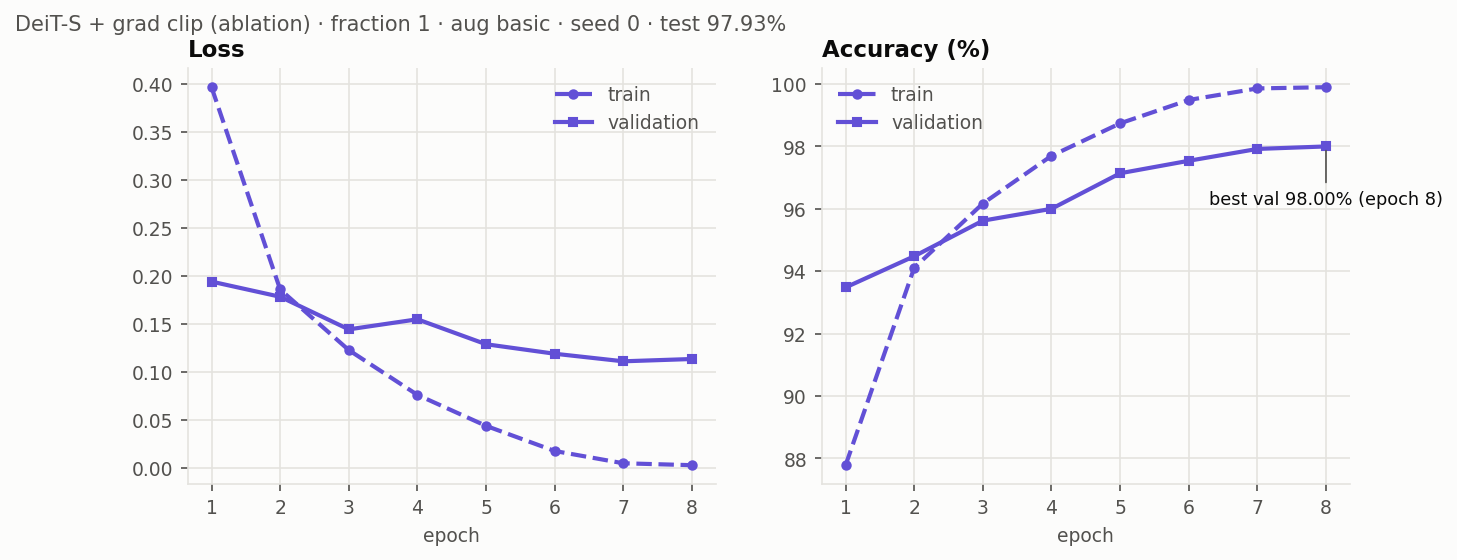 DeiT-S + grad clip (ablation) · fraction 1 · aug basic · seed 0 · test 97.93%
Loss
0.40
0.35
0.30
0.25
0.20
0.15
0.10
0.05
0.00
train
validation
1 2 3 4 5 6 7 8
epoch
Accuracy (%)
100
98
96
94
92
90
88
train
validation
best val 98.00% (epoch 8)
1 2 3 4 5 6 7 8
epoch